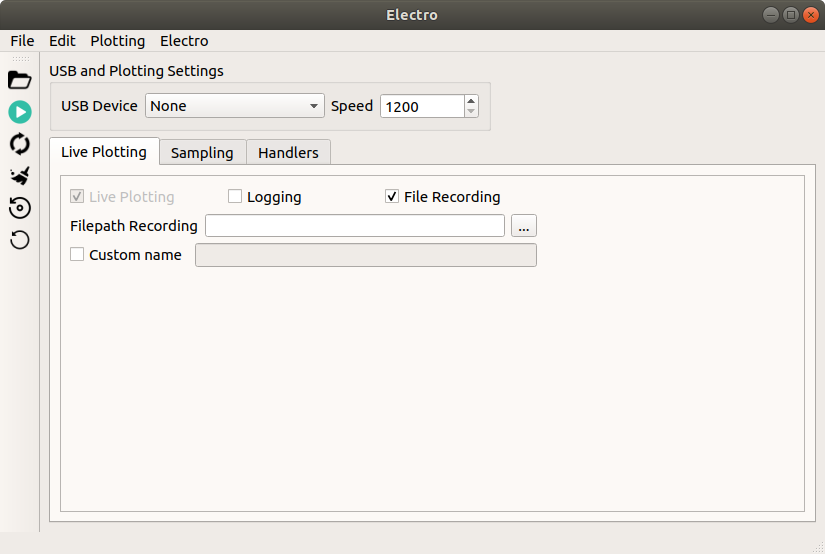 Electro
File Edit Plotting Electro
USB and Plotting Settings
USB Device None Speed 1200
Live Plotting Sampling Handlers
Live Plotting Logging File Recording
Filepath Recording ...
Custom name